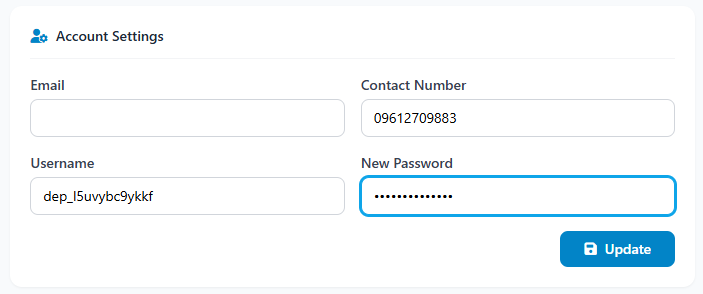 Account Settings
Email
Contact Number
09612709883
Username
dep_l5uvybc9ykkf
New Password
••••••••••••••
Update